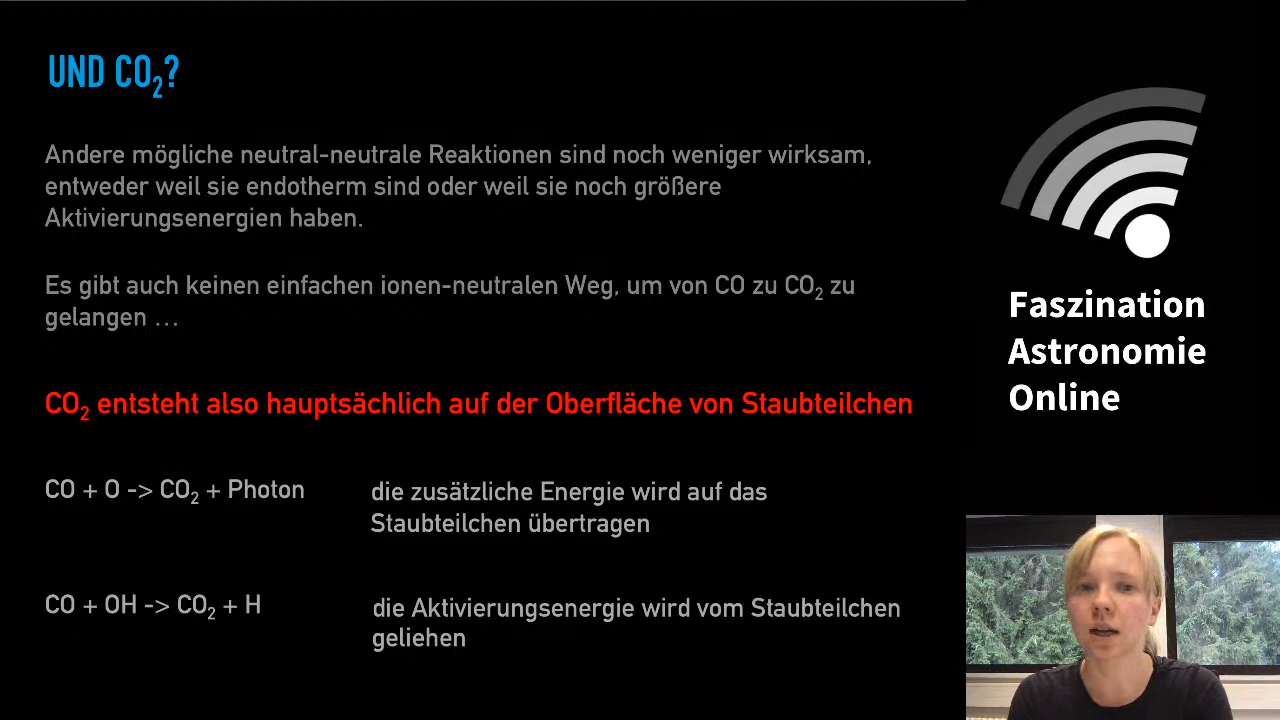 UND CO₂?
Andere mögliche neutral-neutrale Reaktionen sind noch weniger wirksam,
entweder weil sie endotherm sind oder weil sie noch größere
Aktivierungsenergien haben.
Es gibt auch keinen einfachen ionen-neutralen Weg, um von CO zu CO₂ zu
gelangen ...
CO₂ entsteht also hauptsächlich auf der Oberfläche von Staubteilchen
CO + O -> CO₂ + Photon
die zusätzliche Energie wird auf das
Staubteilchen übertragen
CO + OH -> CO₂ + H
die Aktivierungsenergie wird vom Staubteilchen
geliehen
Faszination
Astronomie
Online